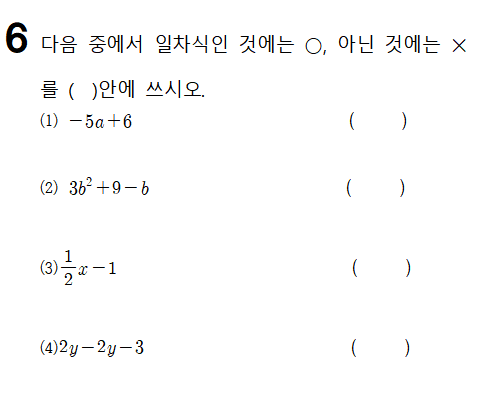 6 다음 중에서 일차식인 것에는 ○, 아닌 것에는 ×
를 (  )안에 쓰시오.
(1) −5a+6 (    )
(2) 3b²+9−b (    )
(3) 1/2 x−1 (    )
(4) 2y−2y−3 (    )